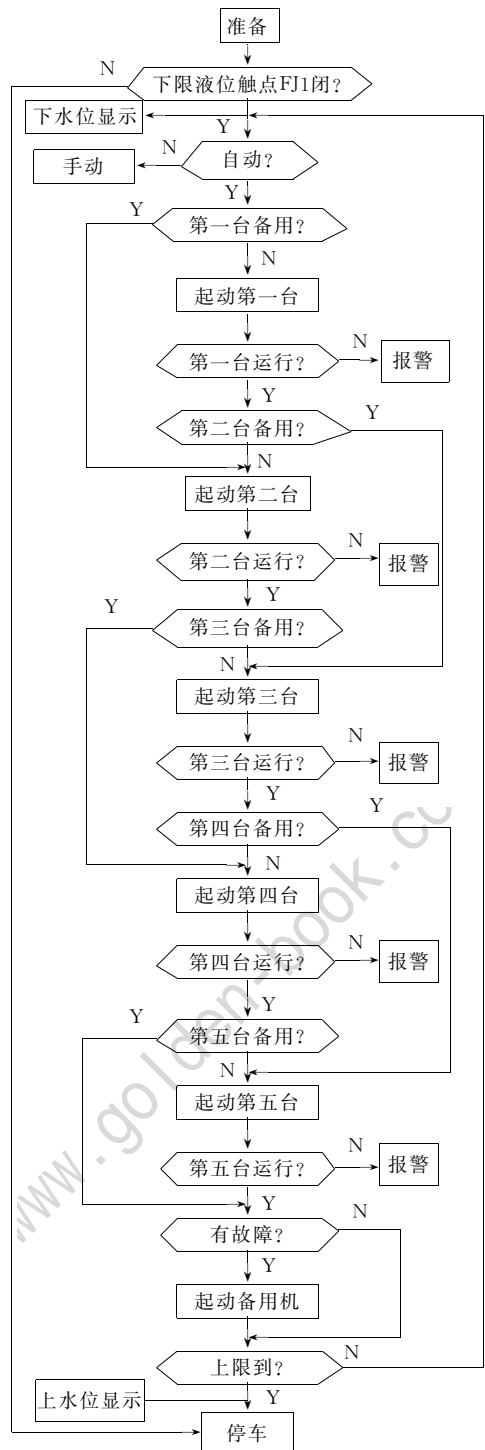 准备
N
下限液位触点FJ1闭?
下水位显示
Y
N
自动?
手动
Y
Y
第一台备用?
N
起动第一台
N
第一台运行?
报警
Y
Y
第二台备用?
N
起动第二台
N
第二台运行?
报警
Y
Y
第三台备用?
N
起动第三台
N
第三台运行?
报警
Y
Y
第四台备用?
N
起动第四台
N
第四台运行?
报警
Y
Y
第五台备用?
N
起动第五台
N
第五台运行?
报警
Y
N
有故障?
Y
起动备用机
N
上限到?
上水位显示
Y
停车
www.golden-book.co